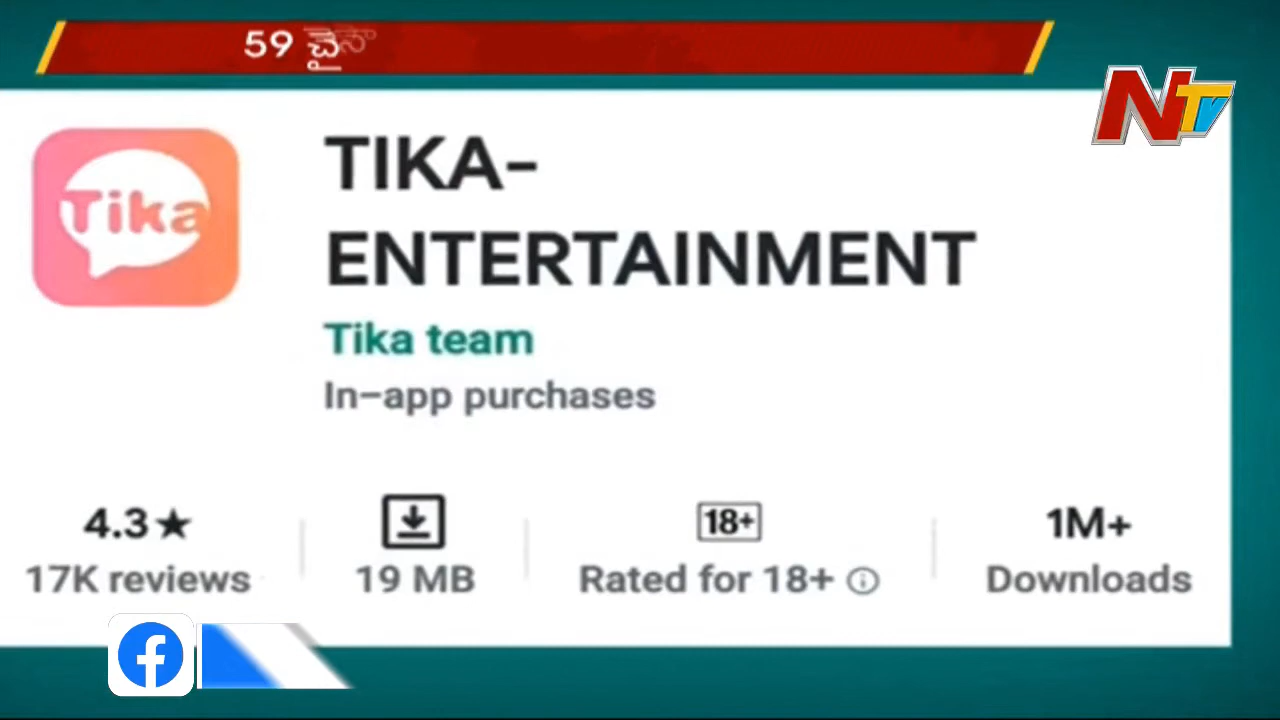 59 చైనా
NTV
Tika
TIKA-
ENTERTAINMENT
Tika team
In-app purchases
4.3★
18+
1M+
17K reviews
19 MB
Rated for 18+
Downloads